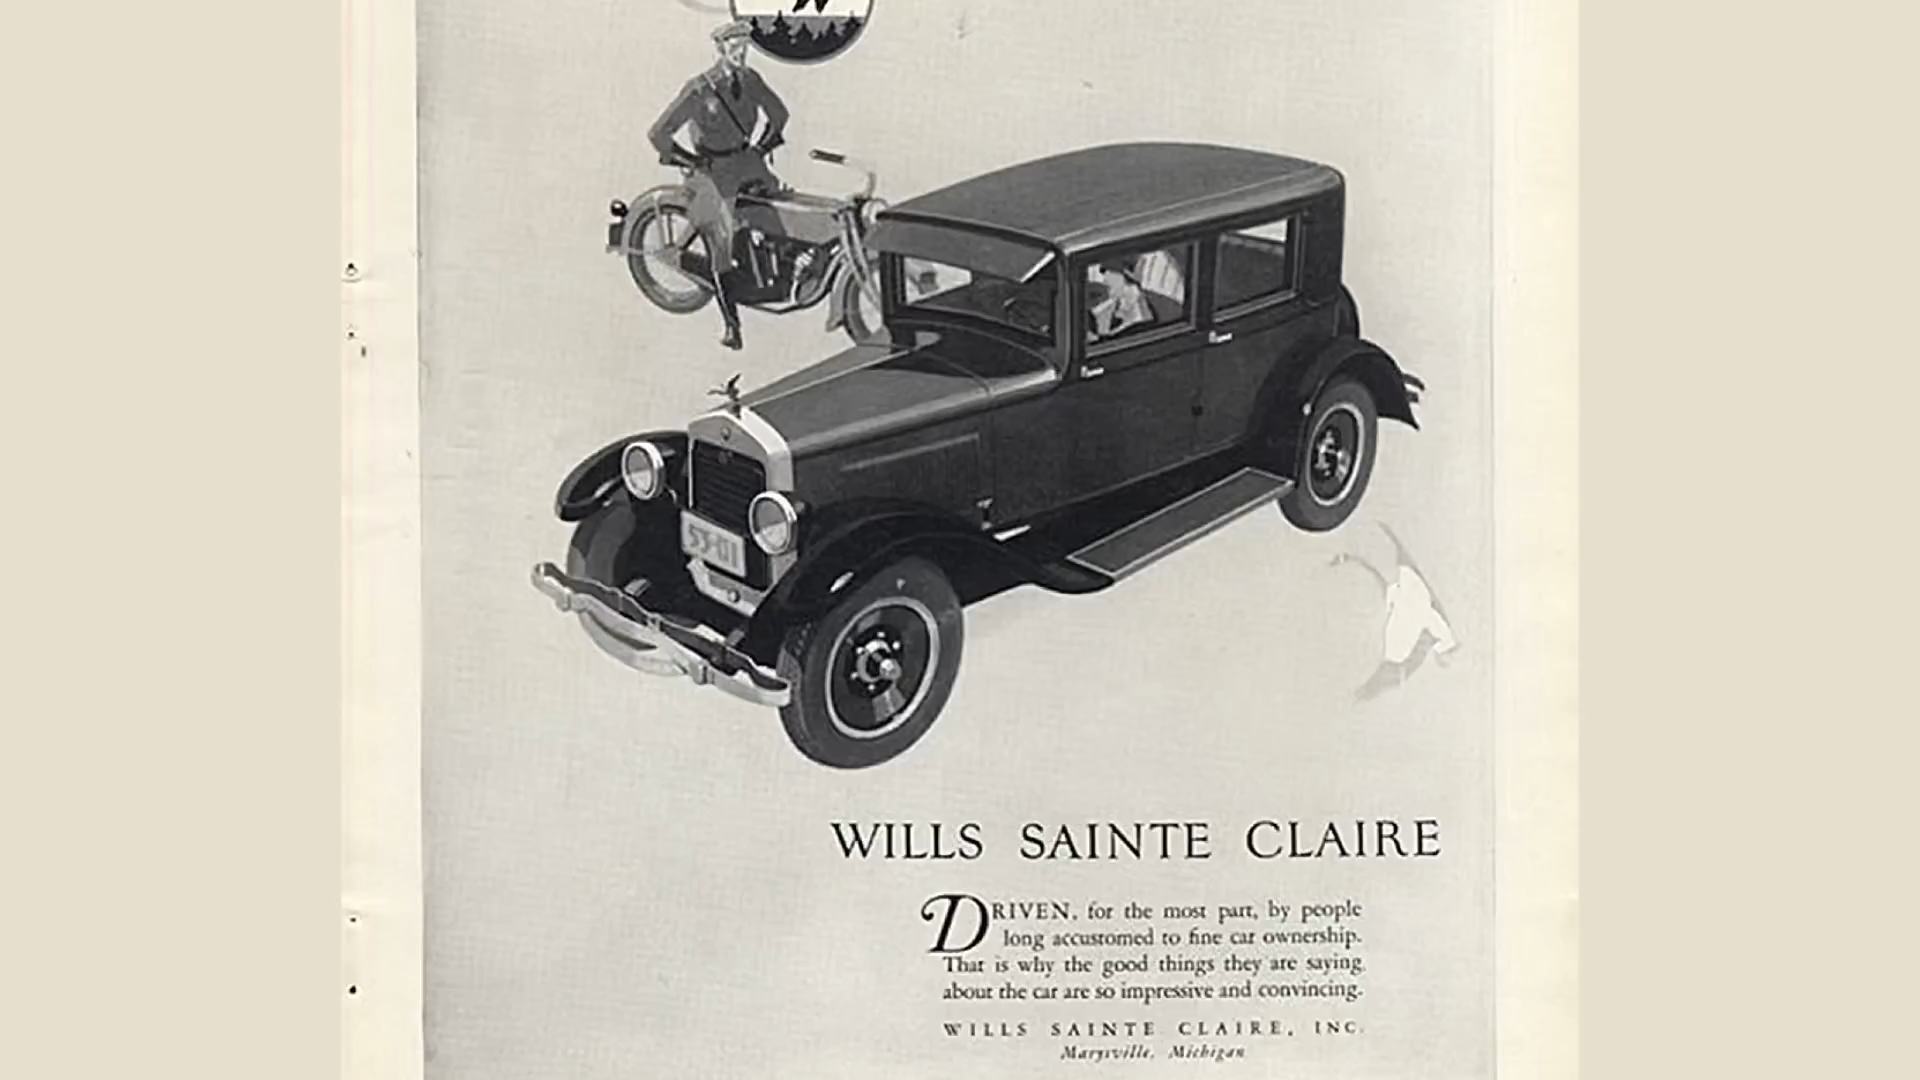 WILLS SAINTE CLAIRE
DRIVEN, for the most part, by people
long accustomed to fine car ownership.
That is why the good things they are saying
about the car are so impressive and convincing.
WILLS SAINTE CLAIRE, INC.
Marysville, Michigan